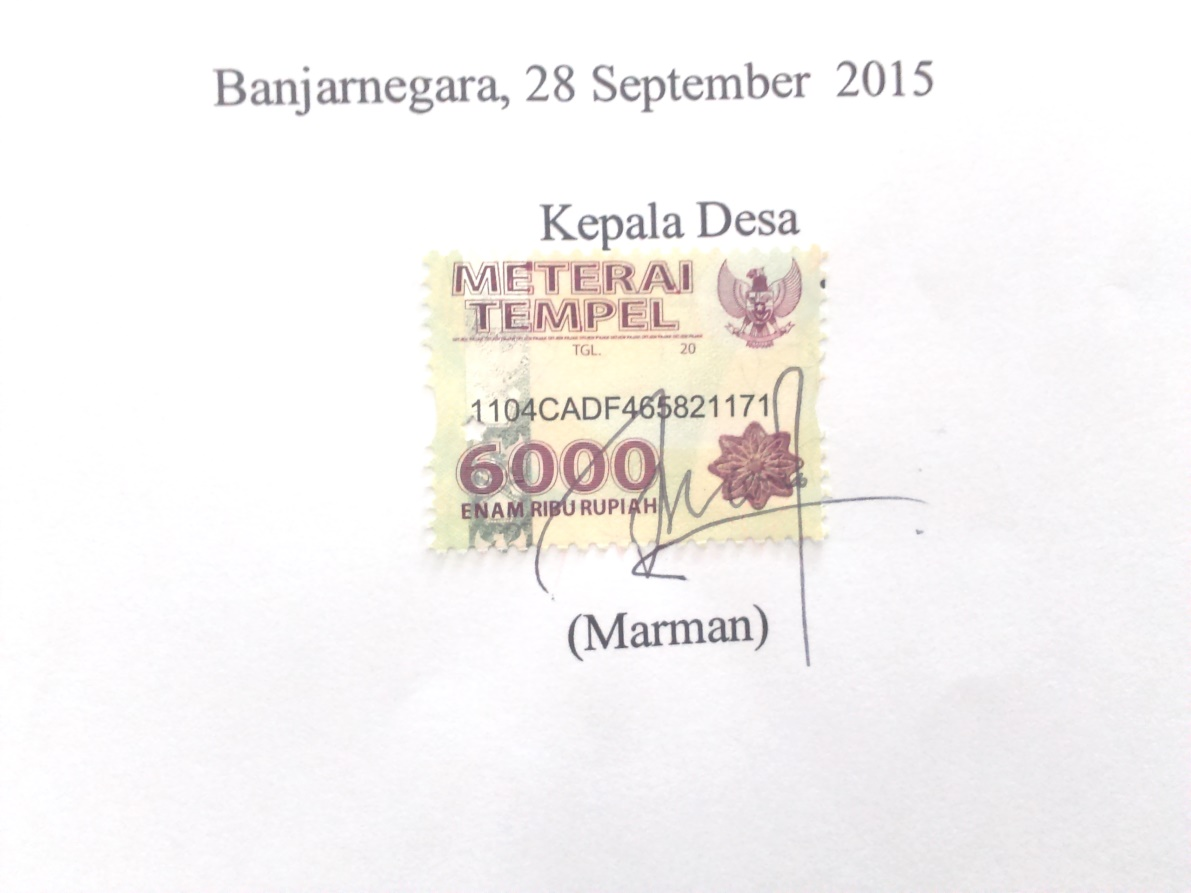 Banjarnegara, 28 September 2015
Kepala Desa
METERAI
TEMPEL
TGL. 20
1104CADF465821171
6000
ENAM RIBU RUPIAH
(Marman)